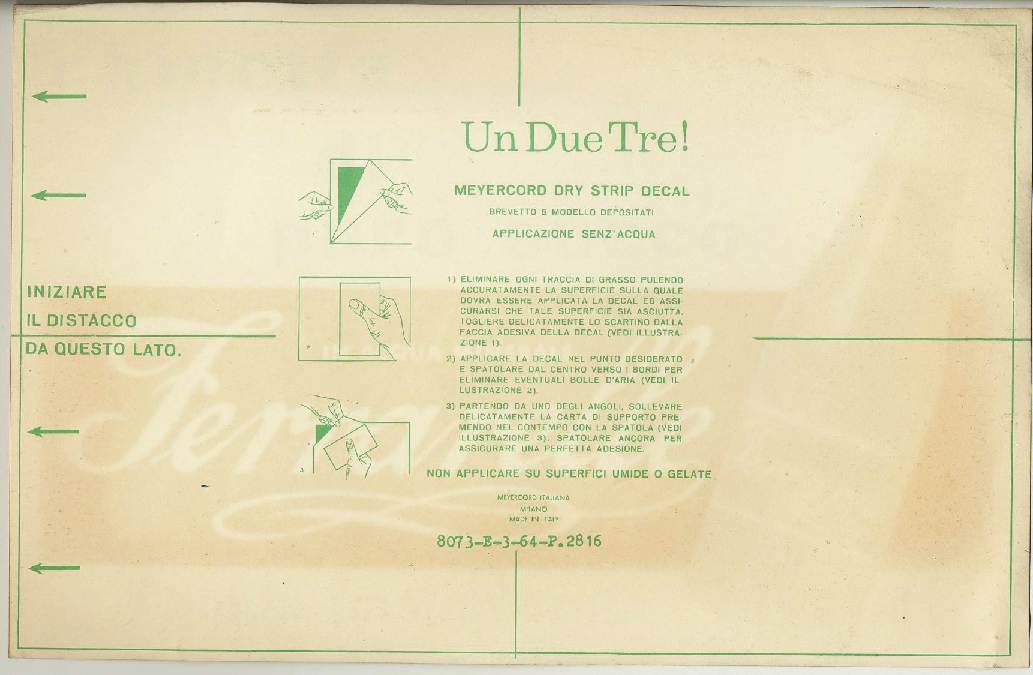 Un Due Tre!
MEYERCORD DRY STRIP DECAL
BREVETTO E MODELLO DEPOSITATI
APPLICAZIONE SENZ'ACQUA
INIZIARE
IL DISTACCO
DA QUESTO LATO.
1) ELIMINARE OGNI TRACCIA DI GRASSO PULENDO
ACCURATAMENTE LA SUPERFICIE SULLA QUALE
DOVRA ESSERE APPLICATA LA DECAL ED ASSI-
CURARSI CHE TALE SUPERFICIE SIA ASCIUTTA.
TOGLIERE DELICATAMENTE LO SCARTINO DALLA
FACCIA ADESIVA DELLA DECAL (VEDI ILLUSTRA-
ZIONE 1).
2) APPLICARE LA DECAL NEL PUNTO DESIDERATO
E SPATOLARE DAL CENTRO VERSO I BORDI PER
ELIMINARE EVENTUALI BOLLE D'ARIA (VEDI IL
LUSTRAZIONE 2).
3) PARTENDO DA UNO DEGLI ANGOLI, SOLLEVARE
DELICATAMENTE LA CARTA DI SUPPORTO PRE-
MENDO NEL CONTEMPO CON LA SPATOLA (VEDI
ILLUSTRAZIONE 3). SPATOLARE ANCORA PER
ASSICURARE UNA PERFETTA ADESIONE.
NON APPLICARE SU SUPERFICI UMIDE O GELATE
MEYERCORD ITALIANA
MILANO
MADE IN ITALY
8073-E-3-64-P.2816